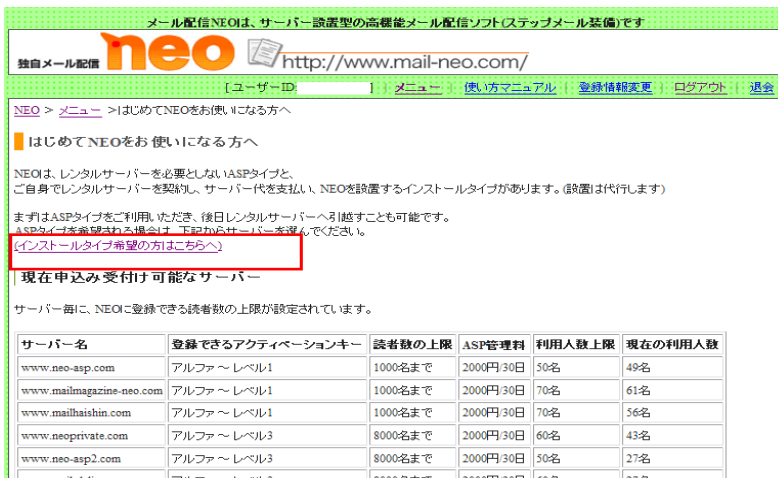 メール配信NEOは、サーバー設置型の高機能メール配信ソフト(ステップメール装備)です
独自メール配信 neo http://www.mail-neo.com/
[ユーザーID: ] | メニュー | 使い方マニュアル | 登録情報変更 | ログアウト | 退会
NEO > メニュー >はじめてNEOをお使いになる方へ
はじめてNEOをお使いになる方へ
NEOは、レンタルサーバーを必要としないASPタイプと、
ご自身でレンタルサーバーを契約し、サーバー代を支払い、NEOを設置するインストールタイプがあります。(設置は代行します)
まずはASPタイプをご利用いただき、後日レンタルサーバーへ引越すことも可能です。
ASPタイプを希望される場合は、下記からサーバーを選んでください。
(インストールタイプ希望の方はこちらへ)
現在申込み受付け可能なサーバー
サーバー毎に、NEOに登録できる読者数の上限が設定されています。
サーバー名 登録できるアクティベーションキー 読者数の上限 ASP管理料 利用人数上限 現在の利用人数
www.neo-asp.com アルファ ～ レベル1 1000名まで 2000円/30日 50名 49名
www.mailmagazine-neo.com アルファ ～ レベル1 1000名まで 2000円/30日 70名 61名
www.mailhaishin.com アルファ ～ レベル1 1000名まで 2000円/30日 70名 56名
www.neoprivate.com アルファ ～ レベル3 8000名まで 2000円/30日 60名 43名
www.neo-asp2.com アルファ ～ レベル3 8000名まで 2000円/30日 50名 27名